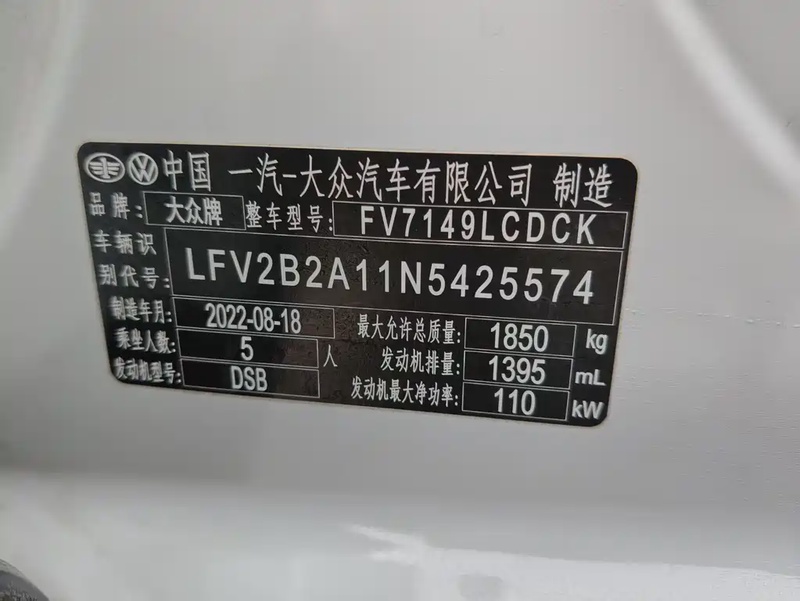 中国 一汽-大众汽车有限公司 制造
品牌: 大众牌 整车型号: FV7149LCDCK
车辆识别代号: LFV2B2A11N5425574
制造年月: 2022-08-18 最大允许总质量: 1850 kg
乘坐人数: 5 人 发动机排量: 1395 mL
发动机型号: DSB 发动机最大净功率: 110 kW